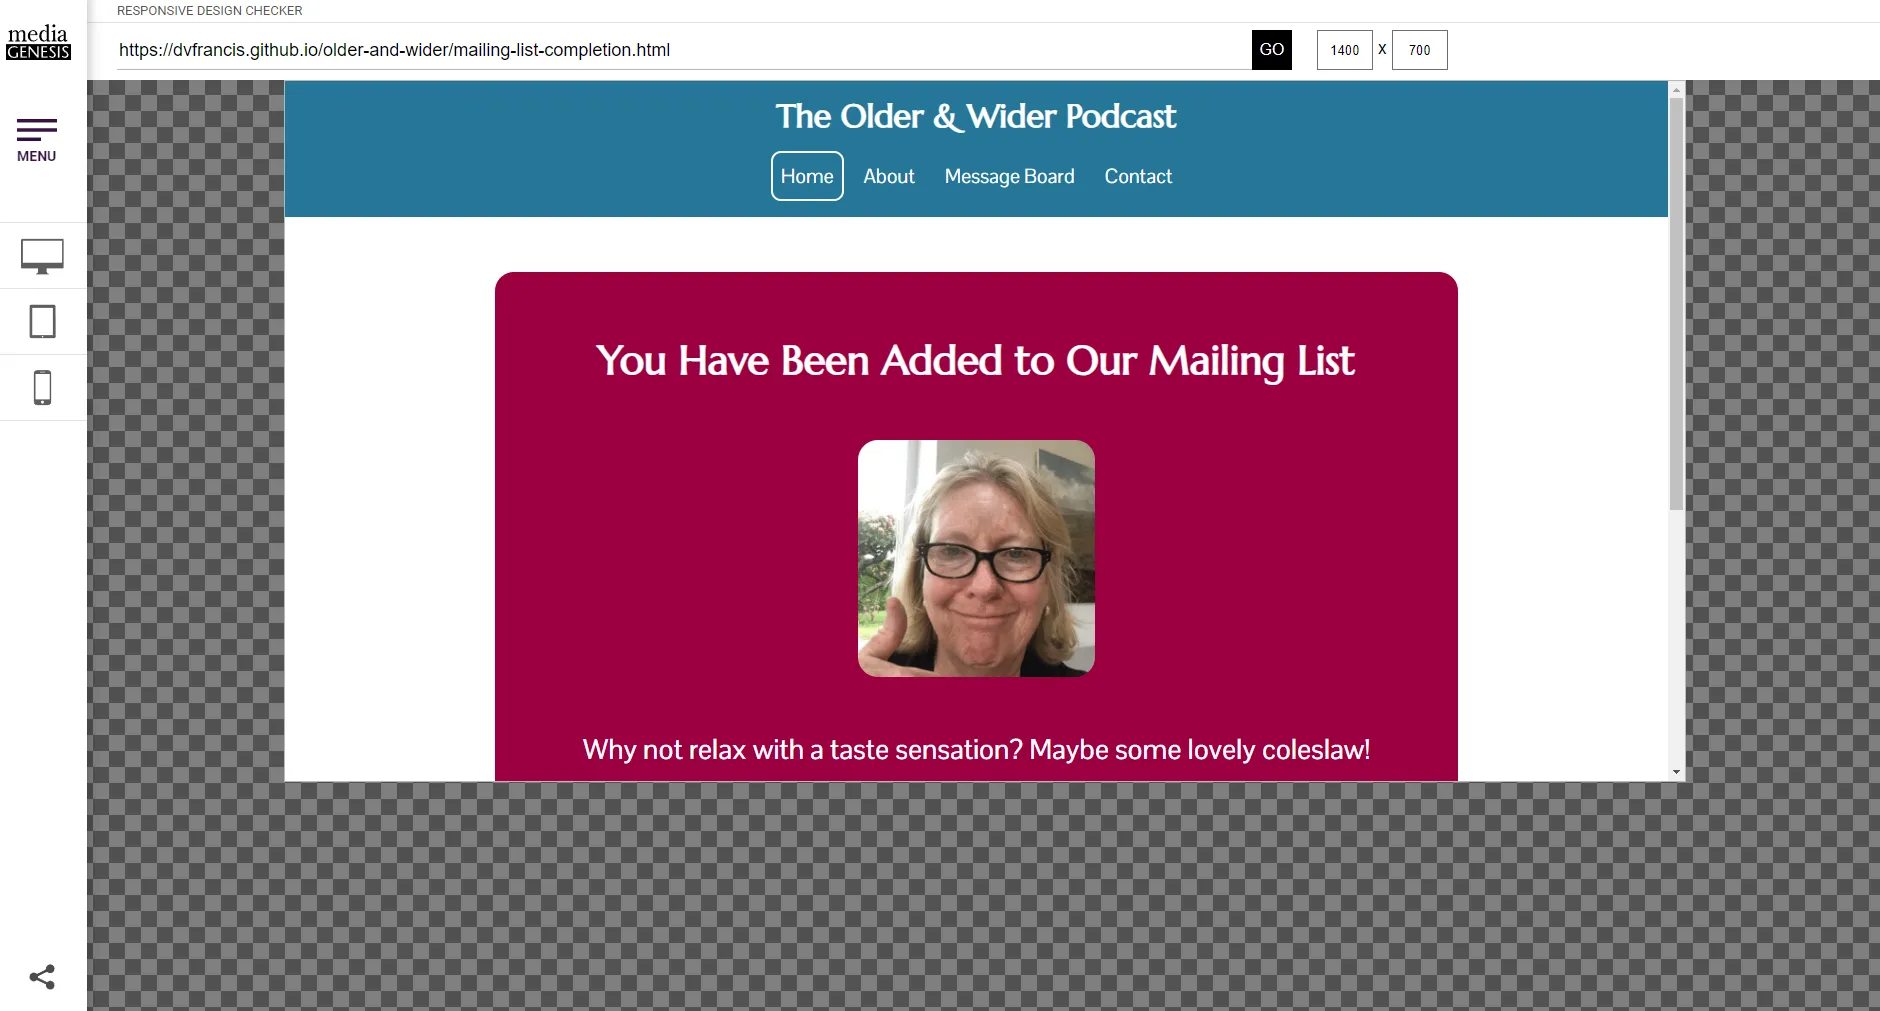 RESPONSIVE DESIGN CHECKER
media
GENESIS
https://dvfrancis.github.io/older-and-wider/mailing-list-completion.html
GO
1400 X 700
MENU
The Older & Wider Podcast
Home About Message Board Contact
You Have Been Added to Our Mailing List
Why not relax with a taste sensation? Maybe some lovely coleslaw!